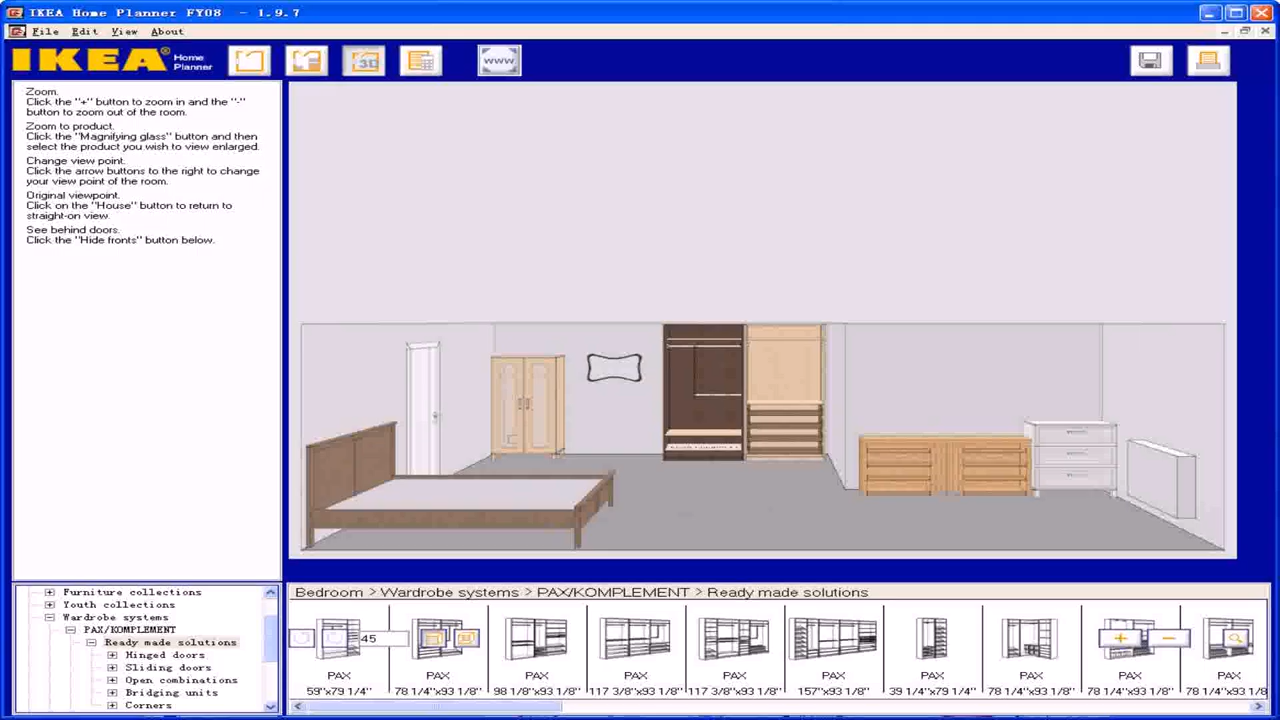 IKEA Home Planner FY08 - 1.9.7
File Edit View About
IKEA® Home Planner
3D
WWW
Zoom.
Click the "+" button to zoom in and the "-"
button to zoom out of the room.
Zoom to product.
Click the "Magnifying glass" button and then
select the product you wish to view enlarged.
Change view point.
Click the arrow buttons to the right to change
your view point of the room.
Original viewpoint.
Click on the "House" button to return to
straight-on view.
See behind doors.
Click the "Hide fronts" button below.
Furniture collections
Youth collections
Wardrobe systems
PAX/KOMPLEMENT
Ready made solutions
Hinged doors
Sliding doors
Open combinations
Bridging units
Corners
Bedroom > Wardrobe systems > PAX/KOMPLEMENT > Ready made solutions
45
PAX PAX PAX PAX PAX PAX PAX PAX PAX PAX
59"x79 1/4" 78 1/4"x93 1/8" 98 1/8"x93 1/8" 117 3/8"x93 1/8" 117 3/8"x93 1/8" 157"x93 1/8" 39 1/4"x79 1/4" 78 1/4"x93 1/8" 78 1/4"x93 1/8" 78 1/4"x93 1/8